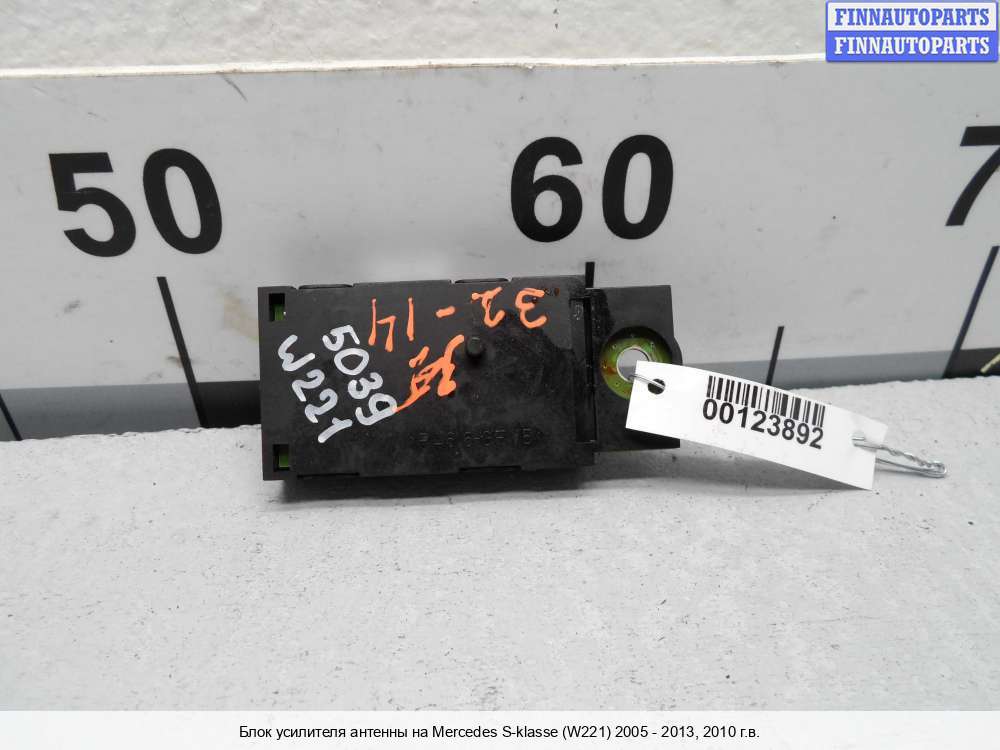 FINNAUTOPARTS
FINNAUTOPARTS
50
60
32-14
5039
W221
00123892
Блок усилителя антенны на Mercedes S-klasse (W221) 2005 - 2013, 2010 г.в.